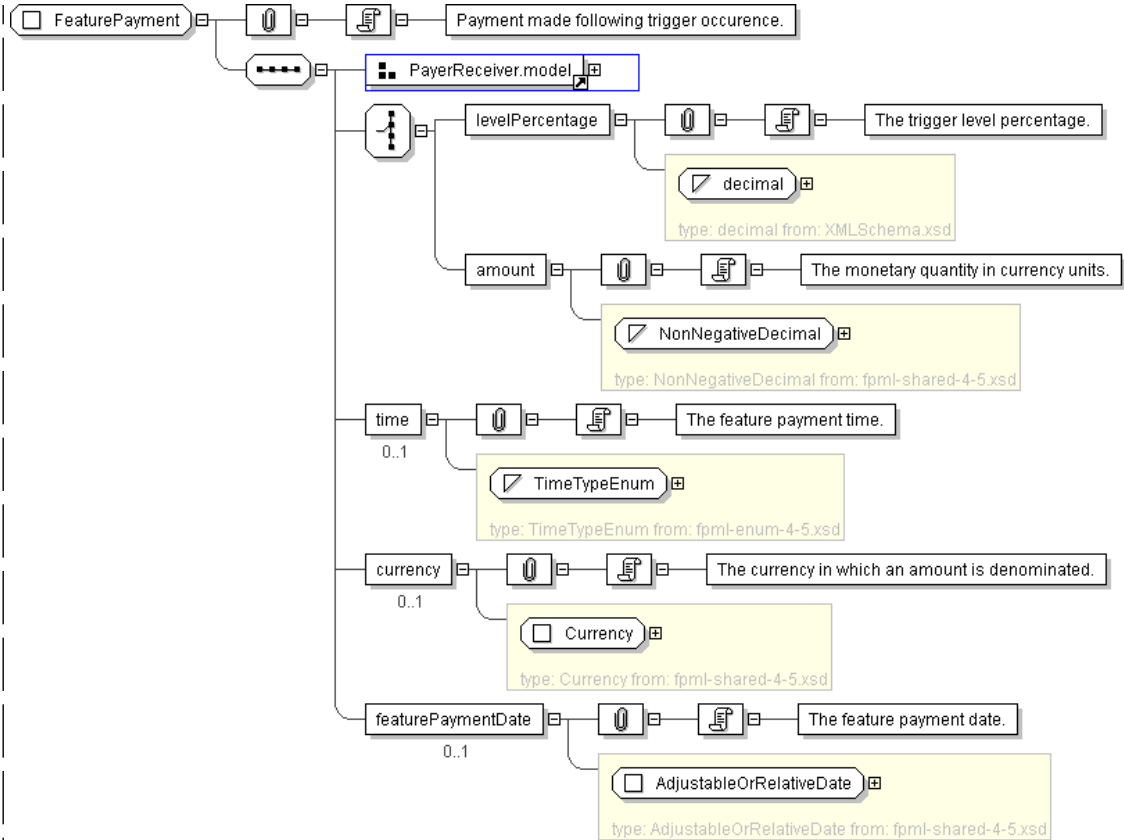 FeaturePayment
Payment made following trigger occurence.
PayerReceiver.model
levelPercentage
The trigger level percentage.
decimal
type: decimal from: XMLSchema.xsd
amount
The monetary quantity in currency units.
NonNegativeDecimal
type: NonNegativeDecimal from: fpml-shared-4-5.xsd
time
The feature payment time.
0..1
TimeTypeEnum
type: TimeTypeEnum from: fpml-enum-4-5.xsd
currency
The currency in which an amount is denominated.
0..1
Currency
type: Currency from: fpml-shared-4-5.xsd
featurePaymentDate
The feature payment date.
0..1
AdjustableOrRelativeDate
type: AdjustableOrRelativeDate from: fpml-shared-4-5.xsd